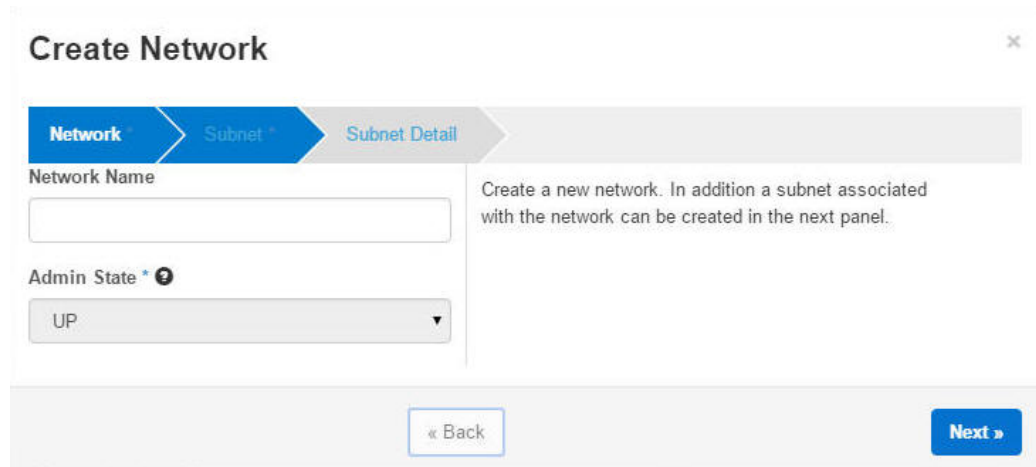 Create Network
×
Network *
Subnet *
Subnet Detail
Network Name
Create a new network. In addition a subnet associated
with the network can be created in the next panel.
Admin State * ?
UP
« Back
Next »